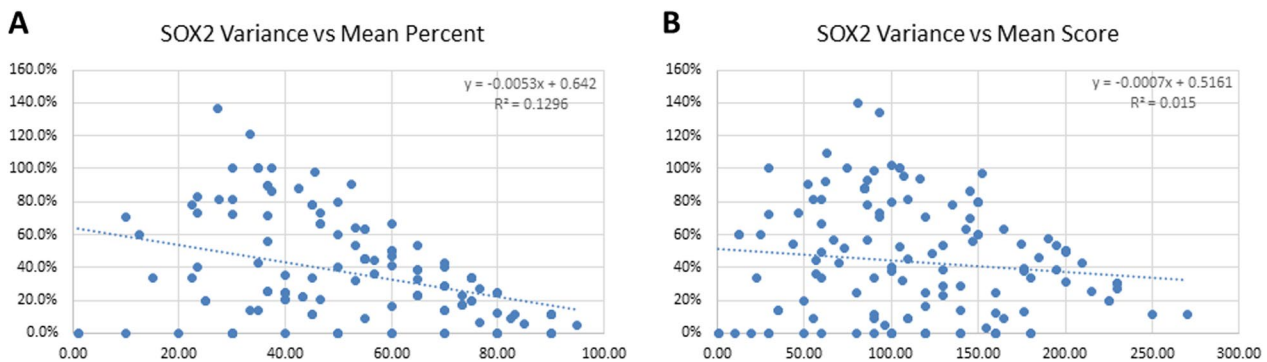 A
SOX2 Variance vs Mean Percent
160.0%
140.0%
120.0%
100.0%
80.0%
60.0%
40.0%
20.0%
0.0%
0.00 20.00 40.00 60.00 80.00 100.00
y = -0.0053x + 0.642
R² = 0.1296
B
SOX2 Variance vs Mean Score
160%
140%
120%
100%
80%
60%
40%
20%
0%
0.00 50.00 100.00 150.00 200.00 250.00 300.00
y = -0.0007x + 0.5161
R² = 0.015